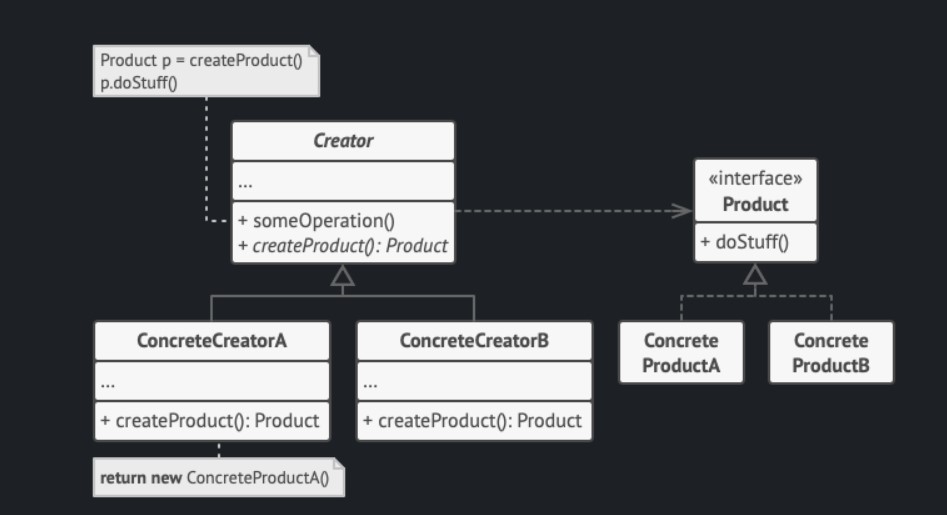 Product p = createProduct()
p.doStuff()
Creator
...
+ someOperation()
+ createProduct(): Product
«interface»
Product
+ doStuff()
ConcreteCreatorA
...
+ createProduct(): Product
ConcreteCreatorB
...
+ createProduct(): Product
Concrete
ProductA
Concrete
ProductB
return new ConcreteProductA()